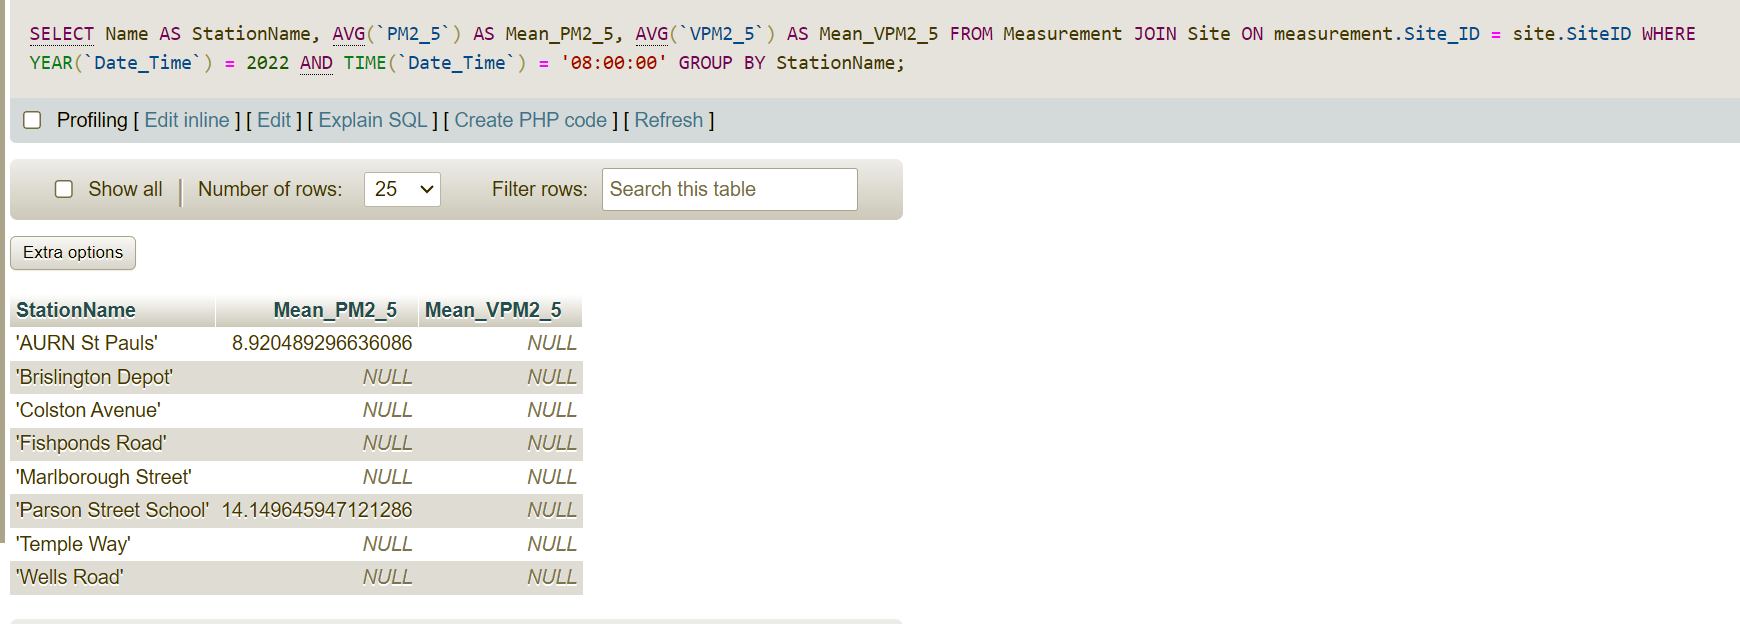 SELECT Name AS StationName, AVG(`PM2_5`) AS Mean_PM2_5, AVG(`VPM2_5`) AS Mean_VPM2_5 FROM Measurement JOIN Site ON measurement.Site_ID = site.SiteID WHERE
YEAR(`Date_Time`) = 2022 AND TIME(`Date_Time`) = '08:00:00' GROUP BY StationName;
Profiling [ Edit inline ] [ Edit ] [ Explain SQL ] [ Create PHP code ] [ Refresh ]
Show all | Number of rows: 25 Filter rows: Search this table
Extra options
StationName Mean_PM2_5 Mean_VPM2_5
'AURN St Pauls' 8.920489296636086 NULL
'Brislington Depot' NULL NULL
'Colston Avenue' NULL NULL
'Fishponds Road' NULL NULL
'Marlborough Street' NULL NULL
'Parson Street School' 14.149645947121286 NULL
'Temple Way' NULL NULL
'Wells Road' NULL NULL